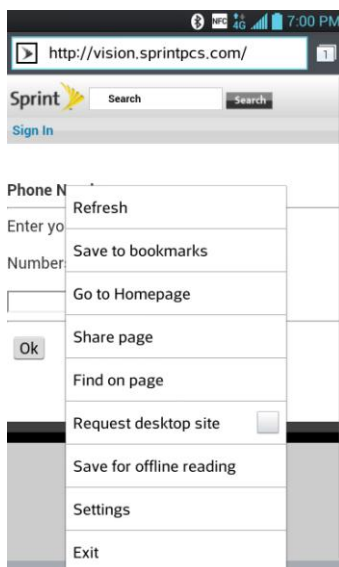 NFC 4G 7:00 PM
http://vision.sprintpcs.com/ 1
Sprint Search Search
Sign In
Phone
Enter
Refresh
Save to bookmarks
Number
Go to Homepage
Share page
Ok
Find on page
Request desktop site
Save for offline reading
Settings
Exit